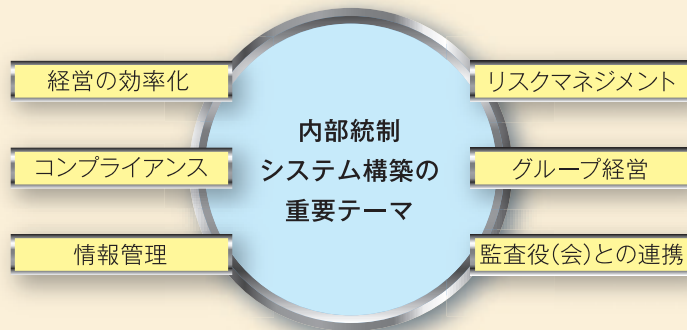 経営の効率化
コンプライアンス
情報管理
内部統制
システム構築の
重要テーマ
リスクマネジメント
グループ経営
監査役(会)との連携